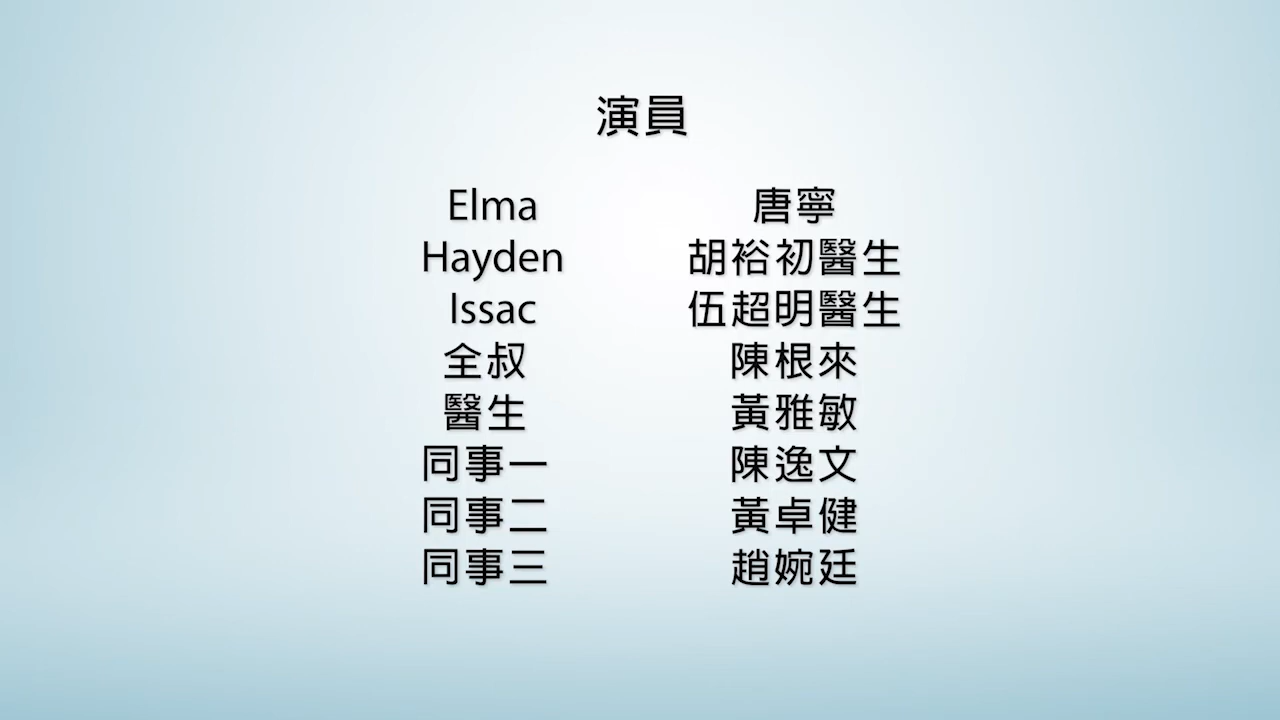 演員
Elma 唐寧
Hayden 胡裕初醫生
Issac 伍超明醫生
全叔 陳根來
醫生 黃雅敏
同事一 陳逸文
同事二 黃卓健
同事三 趙婉廷